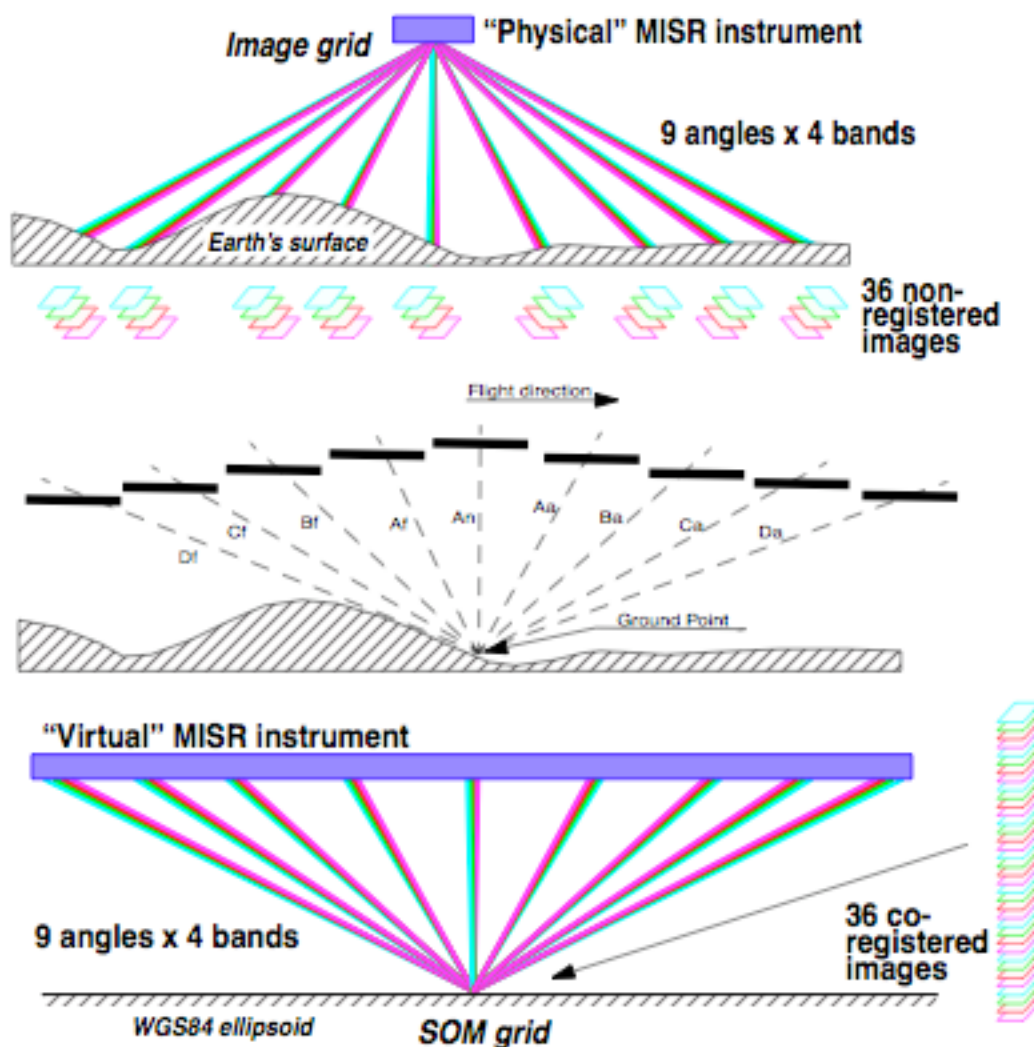 Image grid
“Physical” MISR instrument
9 angles x 4 bands
Earth's surface
36 non-
registered
images
Flight direction
Df
Cf
Bf
Af
An
Aa
Ba
Ca
Da
Ground Point
“Virtual” MISR instrument
9 angles x 4 bands
36 co-
registered
images
WGS84 ellipsoid
SOM grid